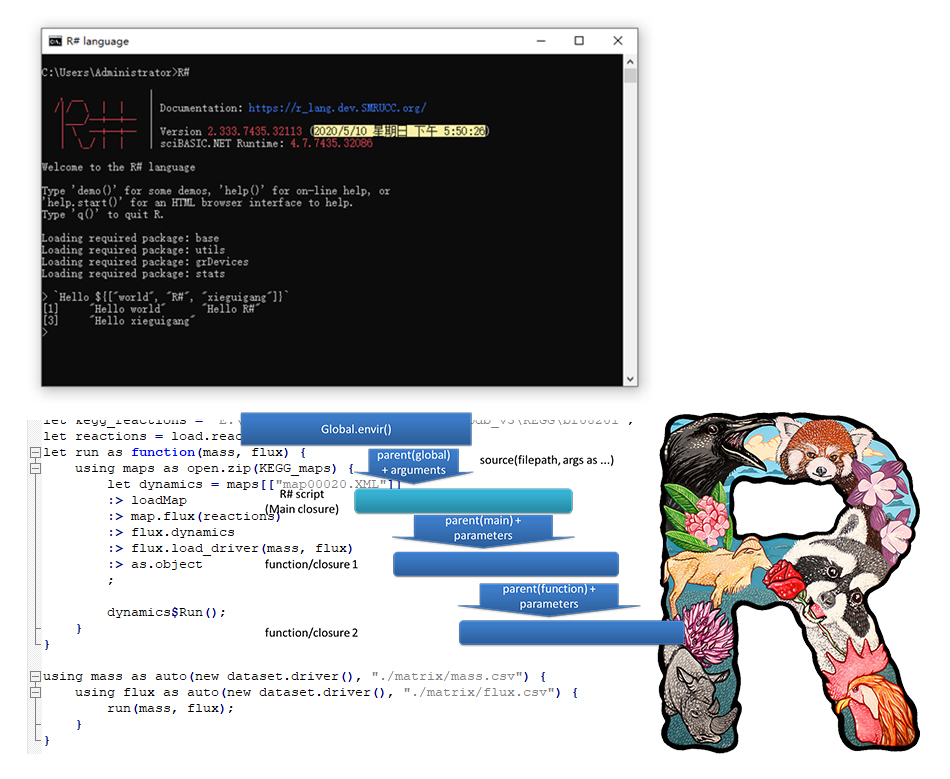 R# language
C:\Users\Administrator>R#
Documentation: https://r_lang.dev.SMRUCC.org/
Version 2.333.7435.32113 (2020/5/10 星期日 下午 5:50:26)
sciBASIC.NET Runtime: 4.7.7435.32086
Welcome to the R# language
Type 'demo()' for some demos, 'help()' for on-line help, or
'help.start()' for an HTML browser interface to help.
Type 'q()' to quit R.
Loading required package: base
Loading required package: utils
Loading required package: grDevices
Loading required package: stats
> `Hello ${["world", "R#", "xieguigang"]}`
[1]     "Hello world"     "Hello R#"
[3]     "Hello xieguigang"
>
let kegg_reactions =
Global.envir()
let reactions = load.reac
let run as function(mass, flux) {
parent(global)
+ arguments
source(filepath, args as ...)
using maps as open.zip(KEGG_maps) {
let dynamics = maps[["map00020.XML"]]
R# script
(Main closure)
:> loadMap
:> map.flux(reactions)
:> flux.dynamics
parent(main) +
parameters
:> flux.load_driver(mass, flux)
:> as.object
function/closure 1
;
parent(function) +
parameters
dynamics$Run();
}
function/closure 2
}
using mass as auto(new dataset.driver(), "./matrix/mass.csv") {
using flux as auto(new dataset.driver(), "./matrix/flux.csv") {
run(mass, flux);
}
}
R